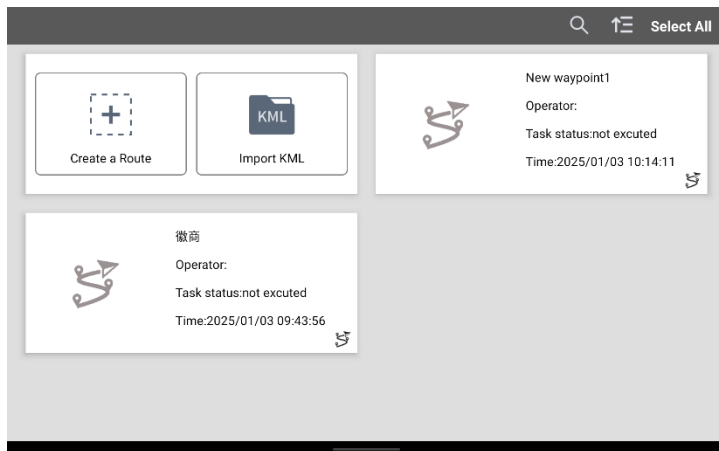 Select All
Create a Route
KML
Import KML
New waypoint1
Operator:
Task status:not excuted
Time:2025/01/03 10:14:11
徽商
Operator:
Task status:not excuted
Time:2025/01/03 09:43:56